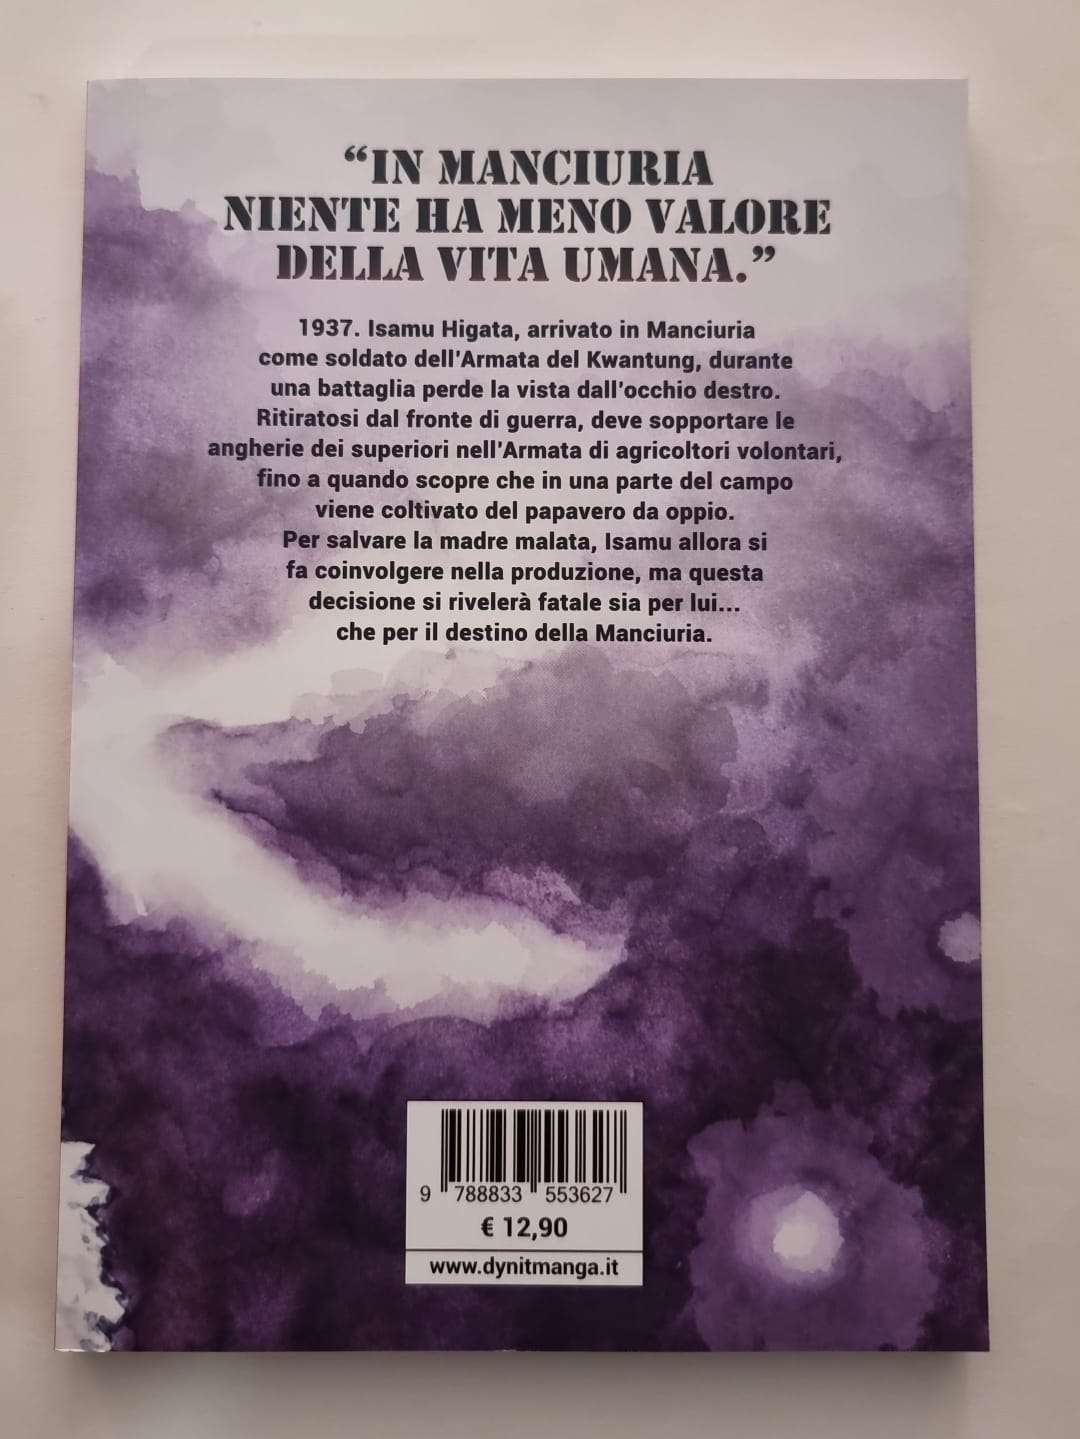 “IN MANCIURIA
NIENTE HA MENO VALORE
DELLA VITA UMANA.”
1937. Isamu Higata, arrivato in Manciuria
come soldato dell'Armata del Kwantung, durante
una battaglia perde la vista dall'occhio destro.
Ritiratosi dal fronte di guerra, deve sopportare le
angherie dei superiori nell'Armata di agricoltori volontari,
fino a quando scopre che in una parte del campo
viene coltivato del papavero da oppio.
Per salvare la madre malata, Isamu allora si
fa coinvolgere nella produzione, ma questa
decisione si rivelerà fatale sia per lui...
che per il destino della Manciuria.
9 788833 553627
€ 12,90
www.dynitmanga.it